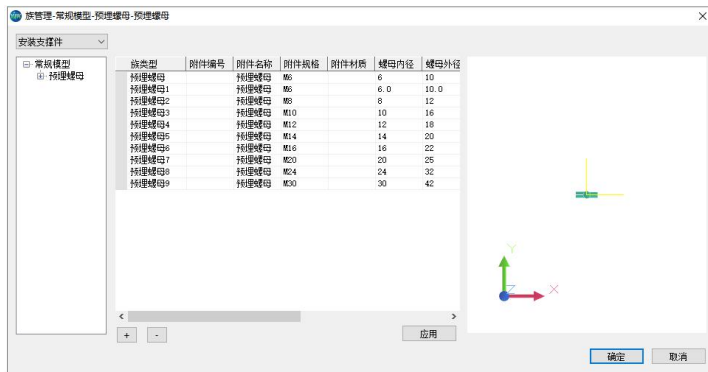 族管理-常规模型-预埋螺母-预埋螺母
安装支撑件
常规模型
预埋螺母
族类型 附件编号 附件名称 附件规格 附件材质 螺母内径 螺母外径
预埋螺母 预埋螺母 M6 6 10
预埋螺母1 预埋螺母 M6 6.0 10.0
预埋螺母2 预埋螺母 M8 8 12
预埋螺母3 预埋螺母 M10 10 16
预埋螺母4 预埋螺母 M12 12 18
预埋螺母5 预埋螺母 M14 14 20
预埋螺母6 预埋螺母 M16 16 22
预埋螺母7 预埋螺母 M20 20 25
预埋螺母8 预埋螺母 M24 24 32
预埋螺母9 预埋螺母 M30 30 42
Y
Z X
+ - 应用
确定 取消